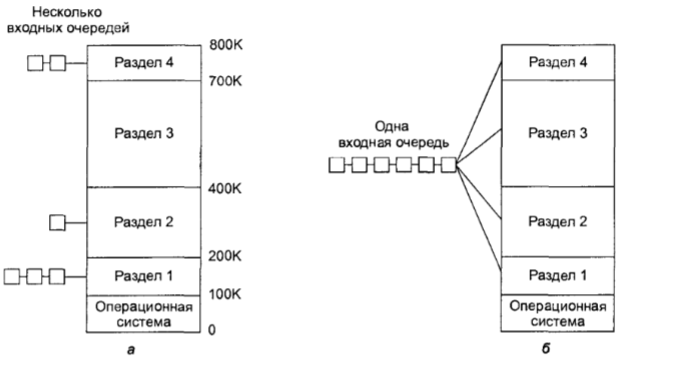 Несколько
входных очередей
800K
Раздел 4
700K
Раздел 3
400K
Раздел 2
200K
Раздел 1
100K
Операционная
система
0
а
Одна
входная очередь
Раздел 4
Раздел 3
Раздел 2
Раздел 1
Операционная
система
б